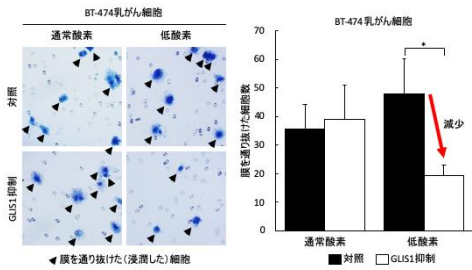 BT-474乳がん細胞
通常酸素
低酸素
対照
GLIS1抑制
膜を通り抜けた(浸潤した)細胞
BT-474乳がん細胞
膜を通り抜けた細胞数
70
60
50
40
30
20
10
0
*
減少
通常酸素
低酸素
対照
GLIS1抑制